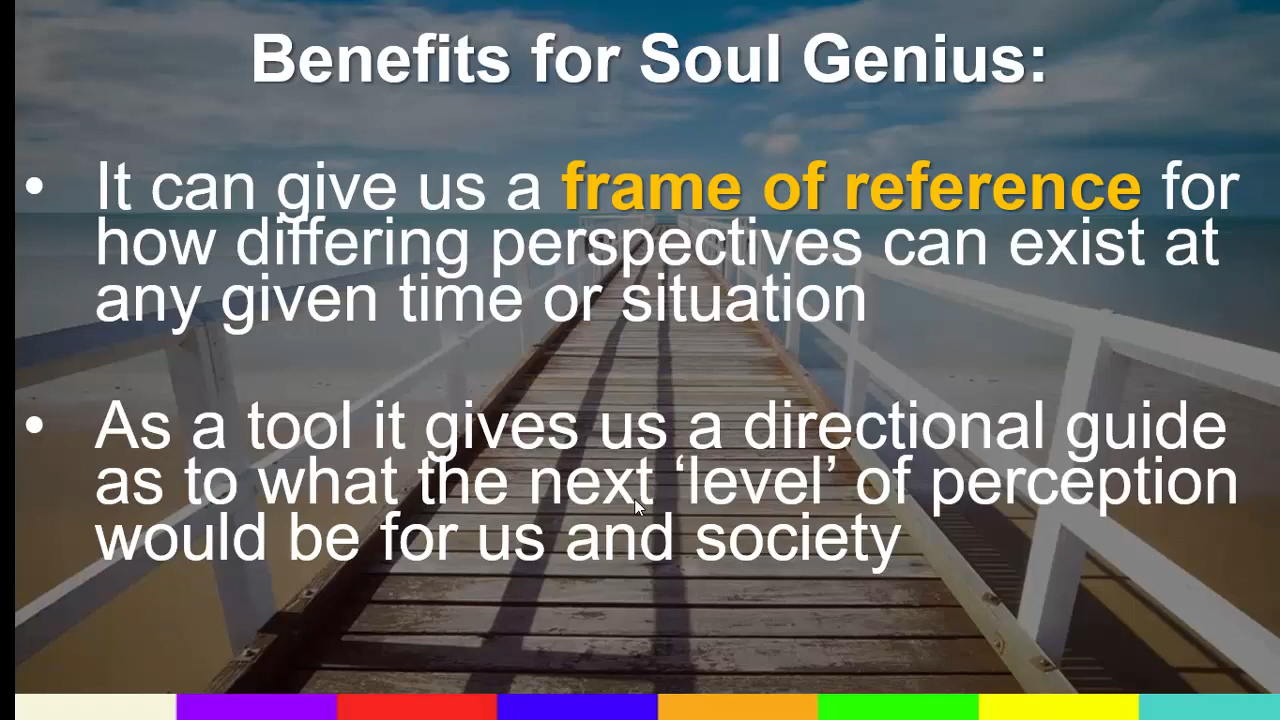 Benefits for Soul Genius:
• It can give us a frame of reference for
how differing perspectives can exist at
any given time or situation
• As a tool it gives us a directional guide
as to what the next ‘level’ of perception
would be for us and society